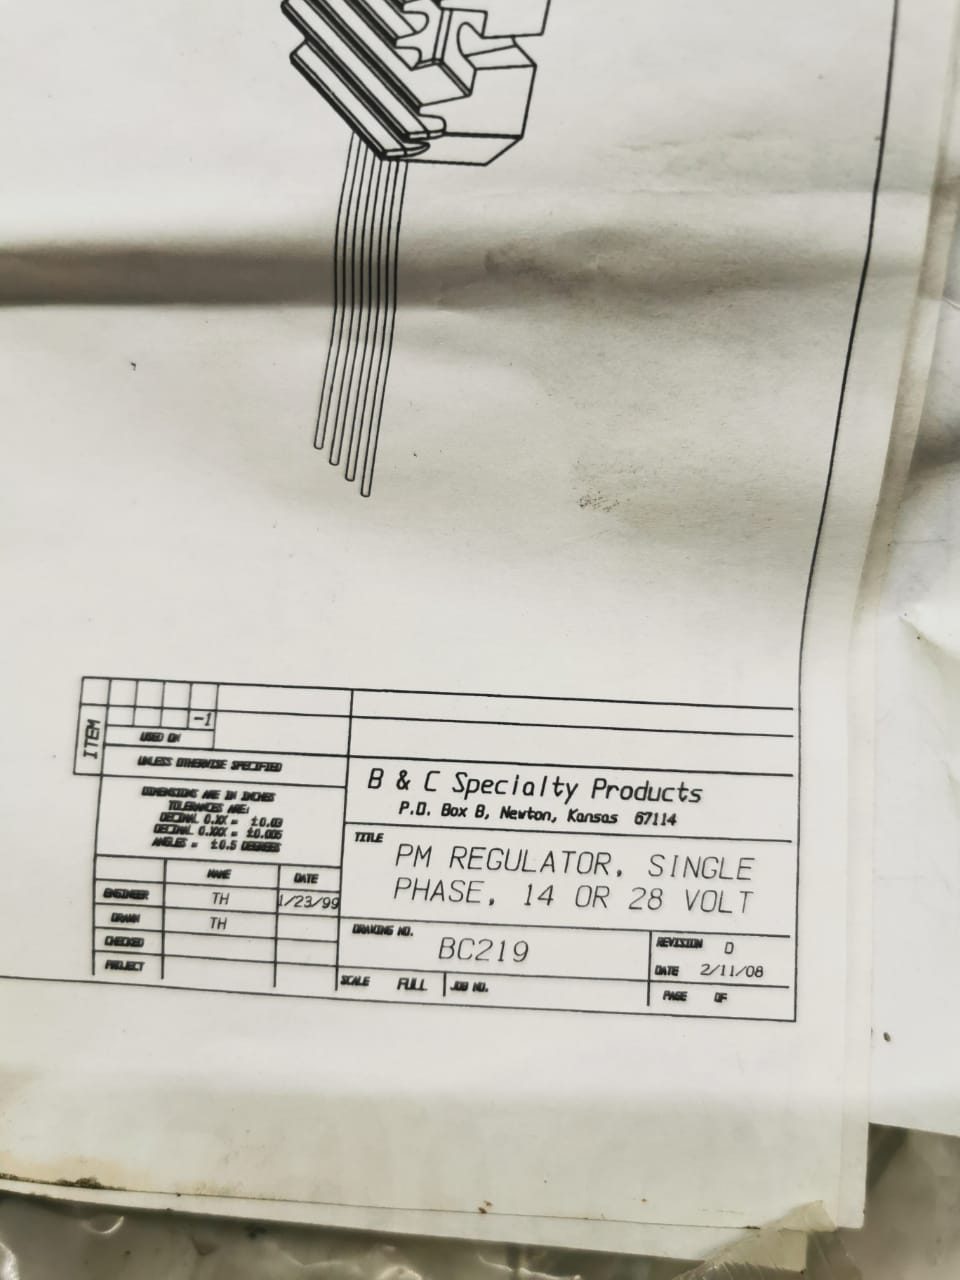 -1
ITEM
USED ON
UNLESS OTHERWISE SPECIFIED
DIMENSIONS ARE IN INCHES
TOLERANCES ARE:
DECIMAL 0.XX = ±0.03
DECIMAL 0.XXX = ±0.005
ANGLES = ±0.5 DEGREES
B & C Specialty Products
P.O. Box B, Newton, Kansas 67114
TITLE
PM REGULATOR, SINGLE
PHASE, 14 OR 28 VOLT
NAME DATE
ENGINEER TH 1/23/99
DRAWN TH
CHECKED
PROJECT
DRAWING NO.
BC219
REVISION D
DATE 2/11/08
SCALE FULL JOB NO.
PAGE OF